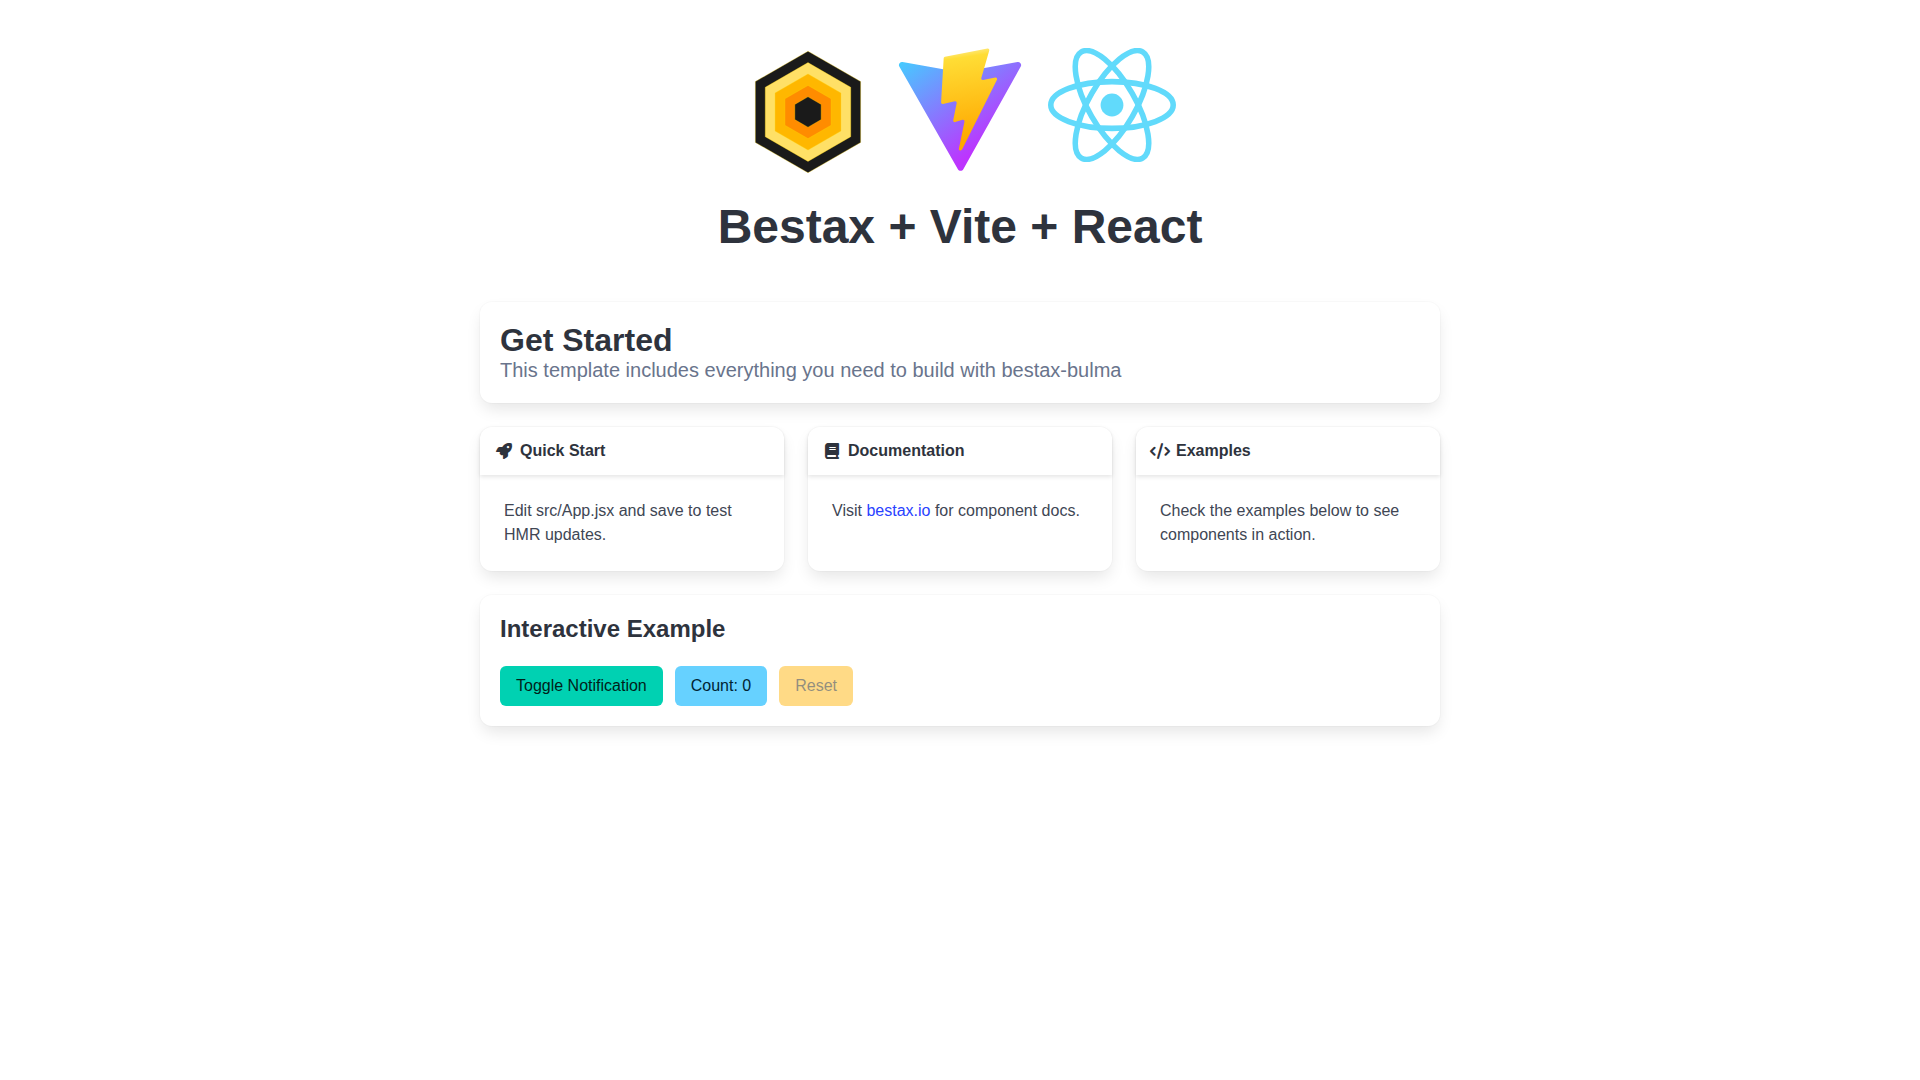 Bestax + Vite + React
Get Started
This template includes everything you need to build with bestax-bulma
Quick Start
Edit src/App.jsx and save to test
HMR updates.
Documentation
Visit bestax.io for component docs.
Examples
Check the examples below to see
components in action.
Interactive Example
Toggle Notification
Count: 0
Reset